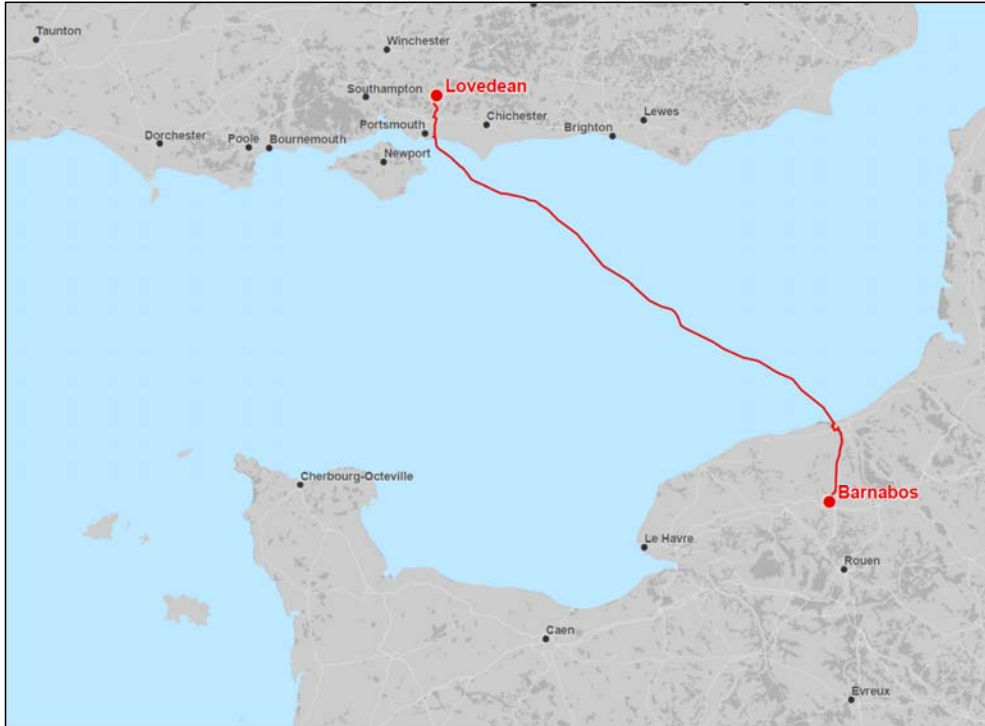 Taunton
Winchester
Southampton
Lovedean
Portsmouth
Chichester
Lewes
Brighton
Dorchester
Poole
Bournemouth
Newport
Cherbourg-Octeville
Barnabos
Le Havre
Rouen
Caen
Evreux